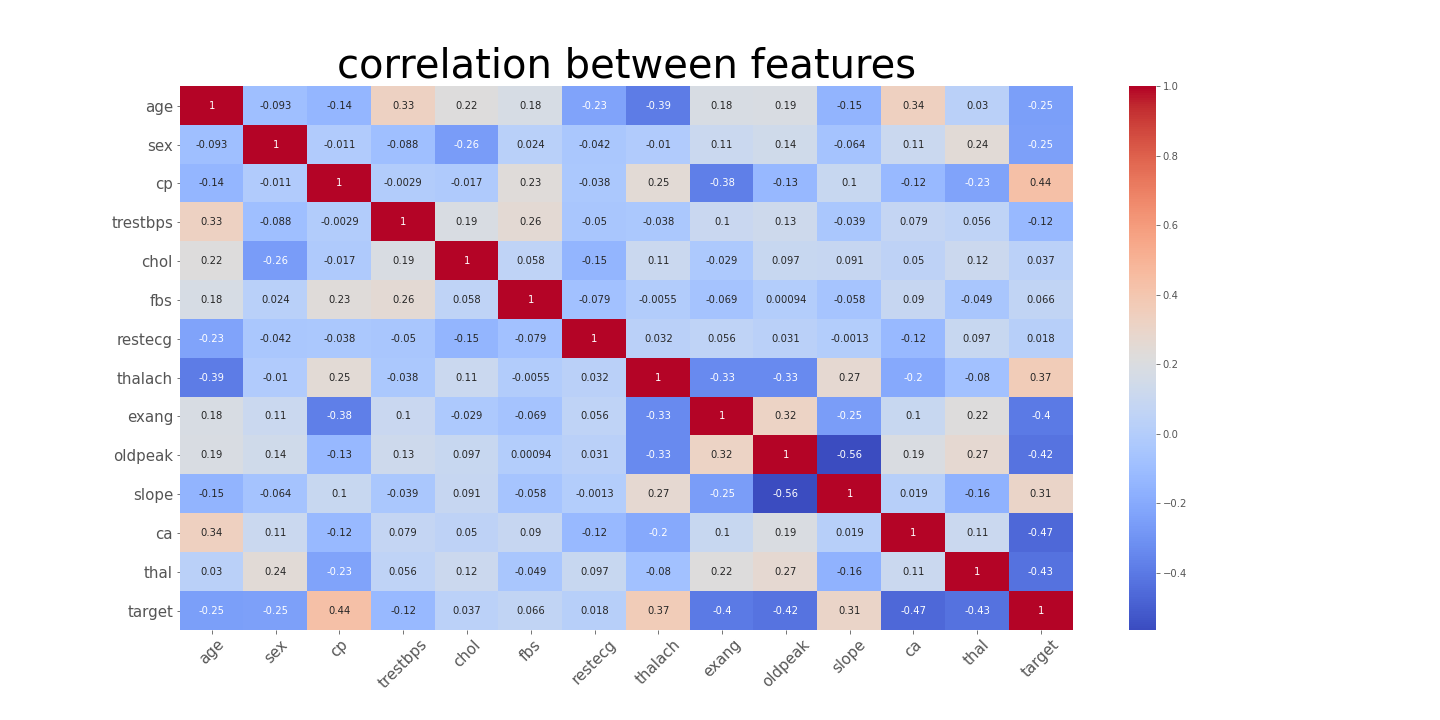 correlation between features
age 1 -0.093 -0.14 0.33 0.22 0.18 -0.23 -0.39 0.18 0.19 -0.15 0.34 0.03 -0.25
sex -0.093 1 -0.011 -0.088 -0.26 0.024 -0.042 -0.01 0.11 0.14 -0.064 0.11 0.24 -0.25
cp -0.14 -0.011 1 -0.0029 -0.017 0.23 -0.038 0.25 -0.38 -0.13 0.1 -0.12 -0.23 0.44
trestbps 0.33 -0.088 -0.0029 1 0.19 0.26 -0.05 -0.038 0.1 0.13 -0.039 0.079 0.056 -0.12
chol 0.22 -0.26 -0.017 0.19 1 0.058 -0.15 0.11 -0.029 0.097 0.091 0.05 0.12 0.037
fbs 0.18 0.024 0.23 0.26 0.058 1 -0.079 -0.0055 -0.069 0.00094 -0.058 0.09 -0.049 0.066
restecg -0.23 -0.042 -0.038 -0.05 -0.15 -0.079 1 0.032 0.056 0.031 -0.0013 -0.12 0.097 0.018
thalach -0.39 -0.01 0.25 -0.038 0.11 -0.0055 0.032 1 -0.33 -0.33 0.27 -0.2 -0.08 0.37
exang 0.18 0.11 -0.38 0.1 -0.029 -0.069 0.056 -0.33 1 0.32 -0.25 0.1 0.22 -0.4
oldpeak 0.19 0.14 -0.13 0.13 0.097 0.00094 0.031 -0.33 0.32 1 -0.56 0.19 0.27 -0.42
slope -0.15 -0.064 0.1 -0.039 0.091 -0.058 -0.0013 0.27 -0.25 -0.56 1 0.019 -0.16 0.31
ca 0.34 0.11 -0.12 0.079 0.05 0.09 -0.12 -0.2 0.1 0.19 0.019 1 0.11 -0.47
thal 0.03 0.24 -0.23 0.056 0.12 -0.049 0.097 -0.08 0.22 0.27 -0.16 0.11 1 -0.43
target -0.25 -0.25 0.44 -0.12 0.037 0.066 0.018 0.37 -0.4 -0.42 0.31 -0.47 -0.43 1
age sex cp trestbps chol fbs restecg thalach exang oldpeak slope ca thal target
1.0
0.8
0.6
0.4
0.2
0.0
−0.2
−0.4